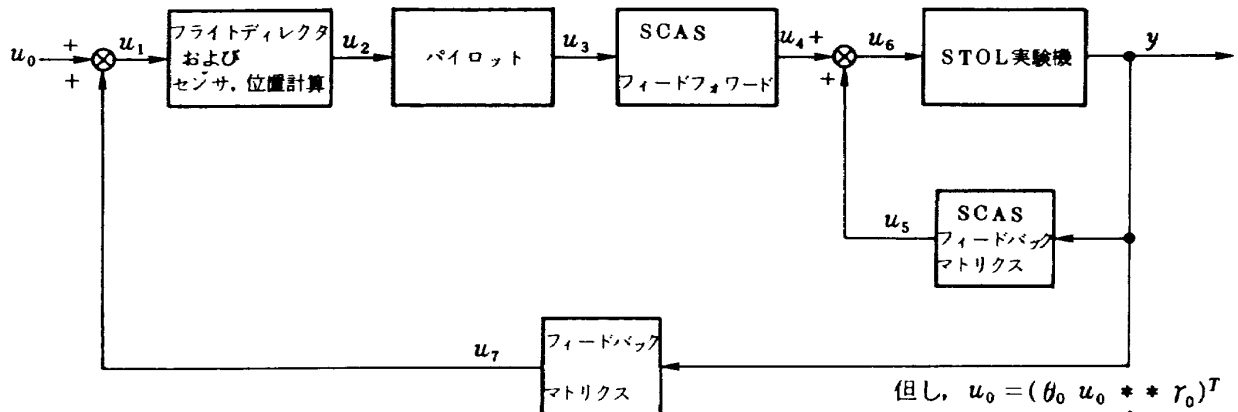 フライトディレクタ
および
センサ，位置計算
パイロット
SCAS
フィードフォワード
STOL実験機
u₀
+
+
u₁
u₂
u₃
u₄
+
+
u₆
y
SCAS
フィードバック
マトリクス
u₅
フィードバック
マトリクス
u₇
但し，u₀ = (θ₀ u₀ * * γ₀)ᵀ